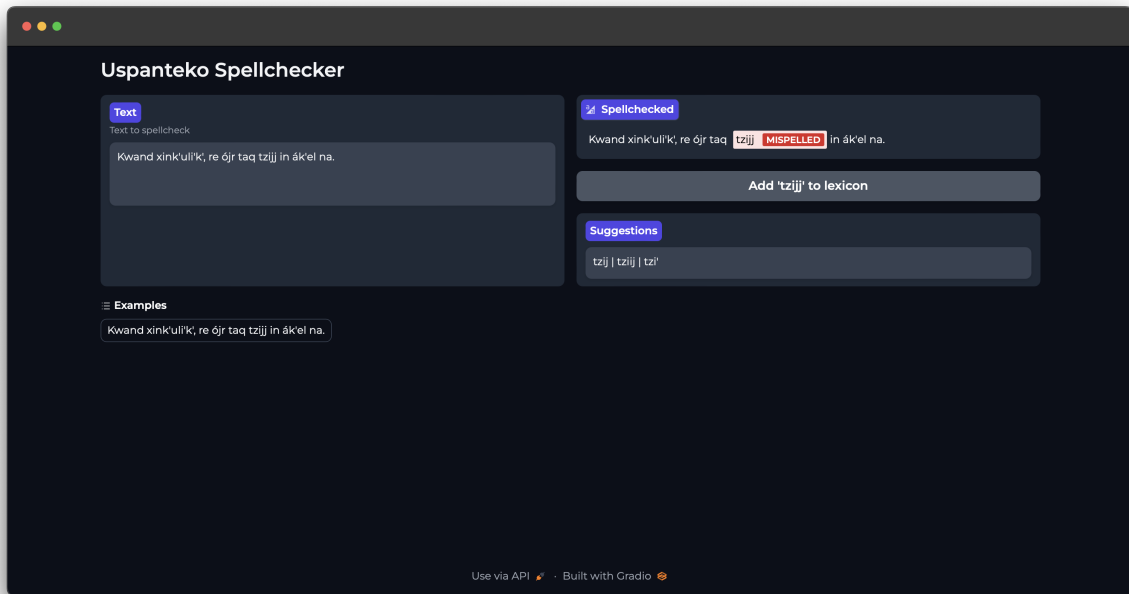 Uspanteko Spellchecker
Text
Text to spellcheck
Kwand xink'uli'k', re ójr taq tzijj in ák'el na.
Spellchecked
Kwand xink'uli'k', re ójr taq tzijj MISPELLED in ák'el na.
Add 'tzijj' to lexicon
Suggestions
tzij | tziij | tzi'
Examples
Kwand xink'uli'k', re ójr taq tzijj in ák'el na.
Use via API · Built with Gradio